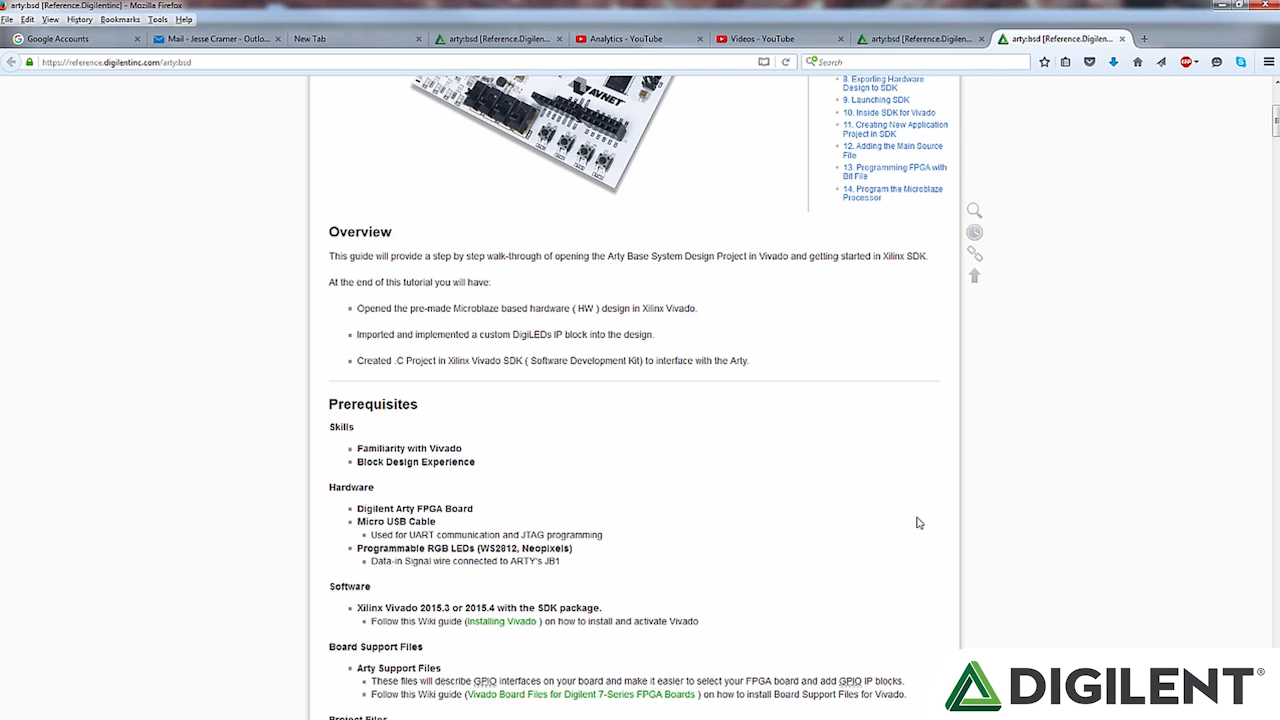 arty:bsd [Reference.Digilentinc] - Mozilla Firefox
File Edit View History Bookmarks Tools Help
Google Accounts
Mail - Jesse Cramer - Outlo...
New Tab
arty:bsd [Reference.Digilen...
Analytics - YouTube
Videos - YouTube
arty:bsd [Reference.Digilen...
arty:bsd [Reference.Digilen...
https://reference.digilentinc.com/arty:bsd
Search
AVNET
8. Exporting Hardware
Design to SDK
9. Launching SDK
10. Inside SDK for Vivado
11. Creating New Application
Project in SDK
12. Adding the Main Source
File
13. Programming FPGA with
Bit File
14. Program the Microblaze
Processor
Overview
This guide will provide a step by step walk-through of opening the Arty Base System Design Project in Vivado and getting started in Xilinx SDK.
At the end of this tutorial you will have:
Opened the pre-made Microblaze based hardware ( HW ) design in Xilinx Vivado.
Imported and implemented a custom DigiLEDs IP block into the design.
Created .C Project in Xilinx Vivado SDK ( Software Development Kit) to interface with the Arty.
Prerequisites
Skills
Familiarity with Vivado
Block Design Experience
Hardware
Digilent Arty FPGA Board
Micro USB Cable
Used for UART communication and JTAG programming
Programmable RGB LEDs (WS2812, Neopixels)
Data-in Signal wire connected to ARTY's JB1
Software
Xilinx Vivado 2015.3 or 2015.4 with the SDK package.
Follow this Wiki guide (Installing Vivado ) on how to install and activate Vivado
Board Support Files
Arty Support Files
These files will describe GPIO interfaces on your board and make it easier to select your FPGA board and add GPIO IP blocks.
Follow this Wiki guide (Vivado Board Files for Digilent 7-Series FPGA Boards ) on how to install Board Support Files for Vivado.
Project Files
DIGILENT®